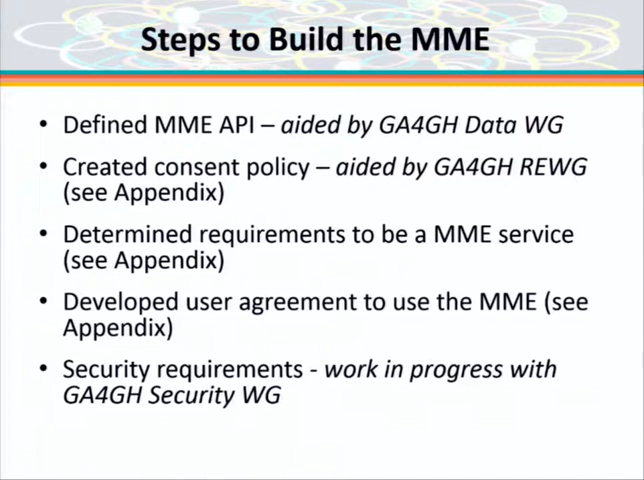 Steps to Build the MME
• Defined MME API – aided by GA4GH Data WG
• Created consent policy – aided by GA4GH REWG
(see Appendix)
• Determined requirements to be a MME service
(see Appendix)
• Developed user agreement to use the MME (see
Appendix)
• Security requirements - work in progress with
GA4GH Security WG